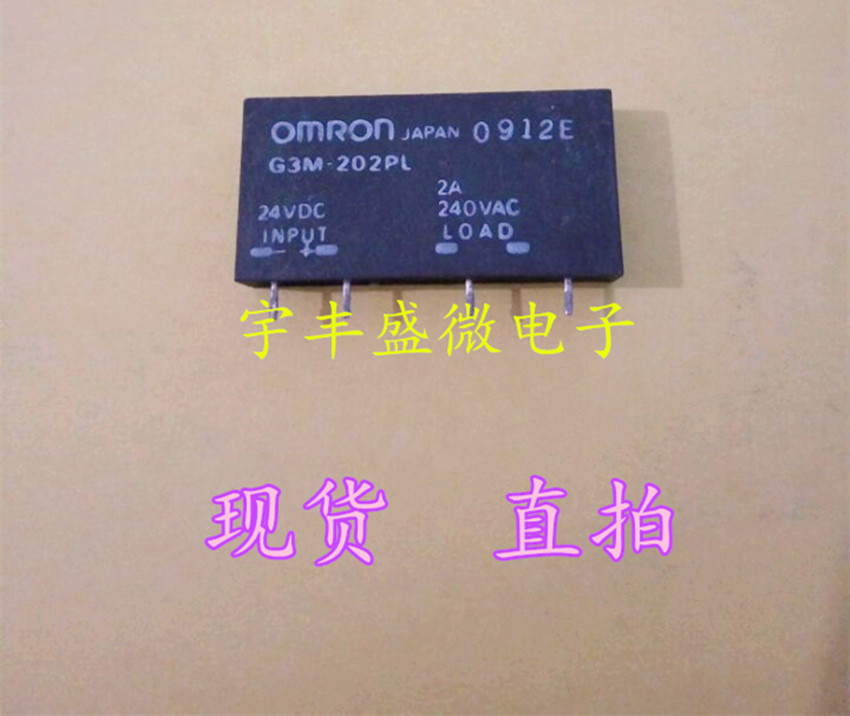 OMRON JAPAN 0912E
G3M-202PL
2A
24VDC 240VAC
INPUT LOAD
- +
宇丰盛微电子
现货 直拍